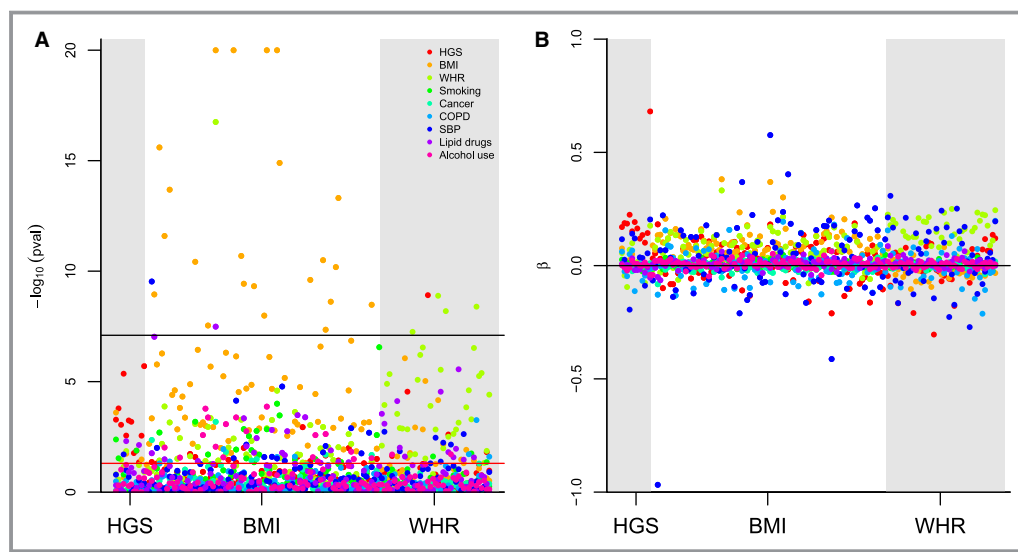 A
−log10 (pval)
20
15
10
5
0
HGS
BMI
WHR
Smoking
Cancer
COPD
SBP
Lipid drugs
Alcohol use
HGS BMI WHR
B
β
1.0
0.5
0.0
−0.5
−1.0
HGS BMI WHR